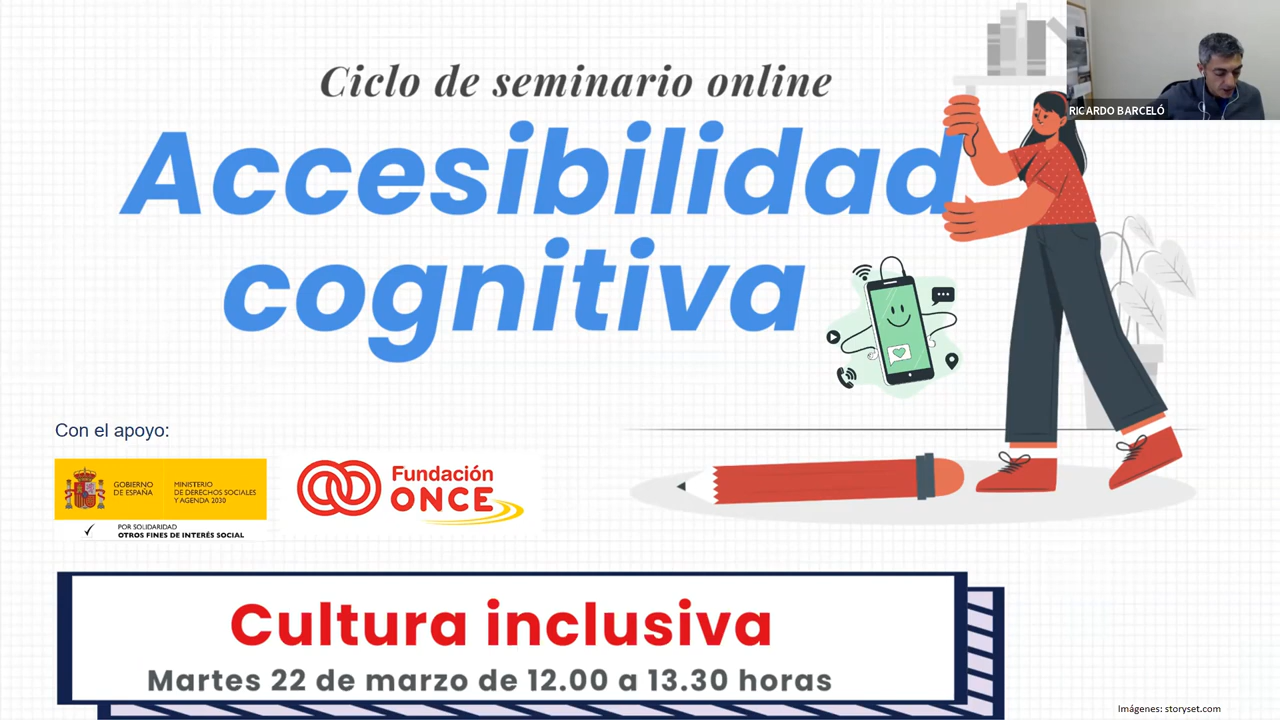 Ciclo de seminario online
RICARDO BARCELÓ
Accesibilidad
cognitiva
Con el apoyo:
GOBIERNO
DE ESPAÑA
MINISTERIO
DE DERECHOS SOCIALES
Y AGENDA 2030
POR SOLIDARIDAD
OTROS FINES DE INTERÉS SOCIAL
Fundación
ONCE
Cultura inclusiva
Martes 22 de marzo de 12.00 a 13.30 horas
Imágenes: storyset.com